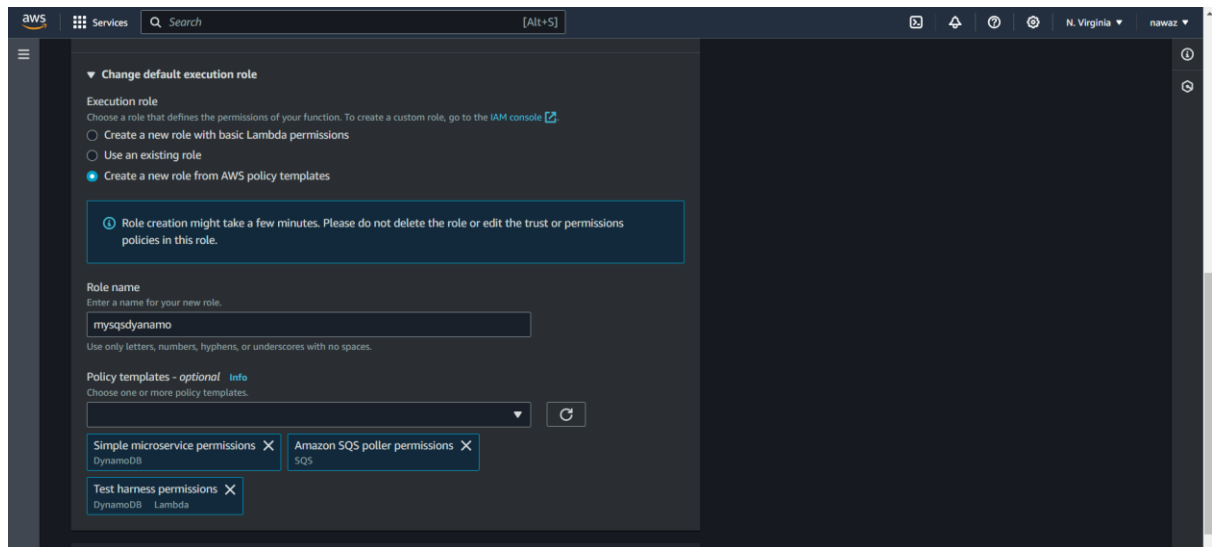 aws
Services
Search
[Alt+S]
N. Virginia
nawaz
Change default execution role
Execution role
Choose a role that defines the permissions of your function. To create a custom role, go to the IAM console.
Create a new role with basic Lambda permissions
Use an existing role
Create a new role from AWS policy templates
Role creation might take a few minutes. Please do not delete the role or edit the trust or permissions
policies in this role.
Role name
Enter a name for your new role.
mysqsdyanamo
Use only letters, numbers, hyphens, or underscores with no spaces.
Policy templates - optional Info
Choose one or more policy templates.
Simple microservice permissions
DynamoDB
Amazon SQS poller permissions
SQS
Test harness permissions
DynamoDB Lambda